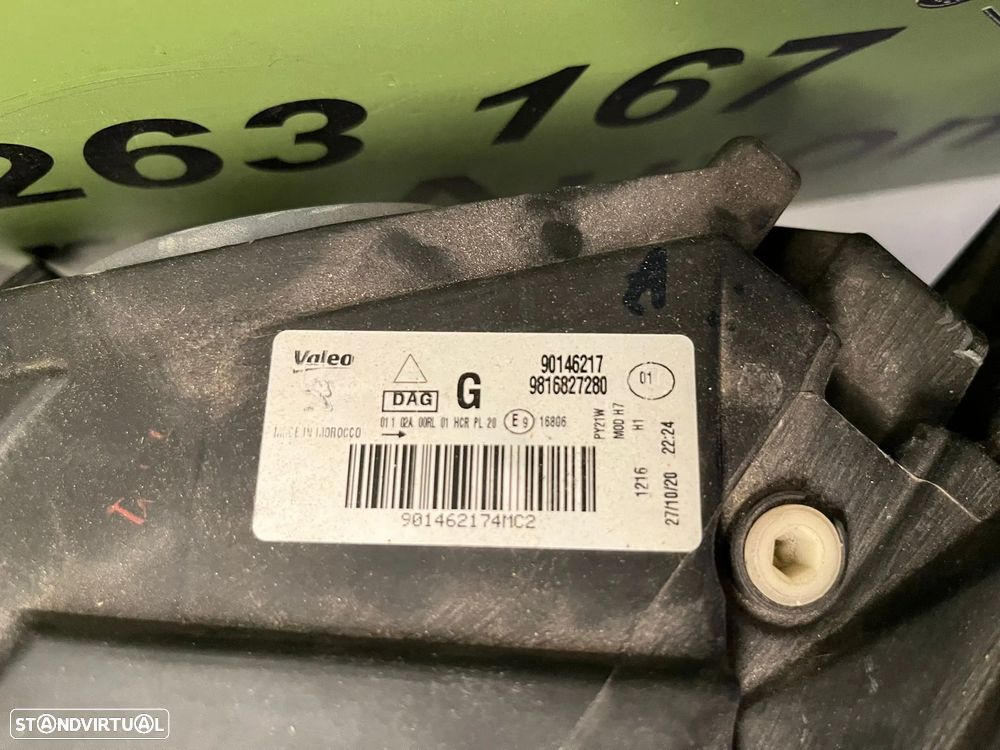 263 167
Valeo
DAG
G
90146217
9816827280
01
011 02A 00RL 01 HCR PL 20
E9
16806
MADE IN MOROCCO
PY21W
MOD H7
H1
1216
27/10/20 22:24
901462174MC2
STANDVIRTUAL